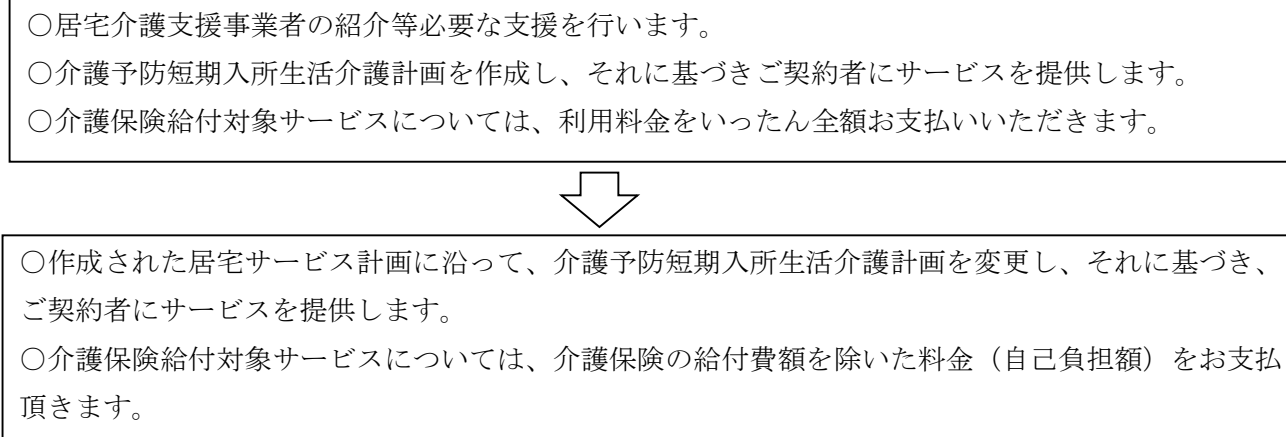 ○居宅介護支援事業者の紹介等必要な支援を行います。
○介護予防短期入所生活介護計画を作成し、それに基づきご契約者にサービスを提供します。
○介護保険給付対象サービスについては、利用料金をいったん全額お支払いいただきます。
○作成された居宅サービス計画に沿って、介護予防短期入所生活介護計画を変更し、それに基づき、
ご契約者にサービスを提供します。
○介護保険給付対象サービスについては、介護保険の給付費額を除いた料金（自己負担額）をお支払
頂きます。